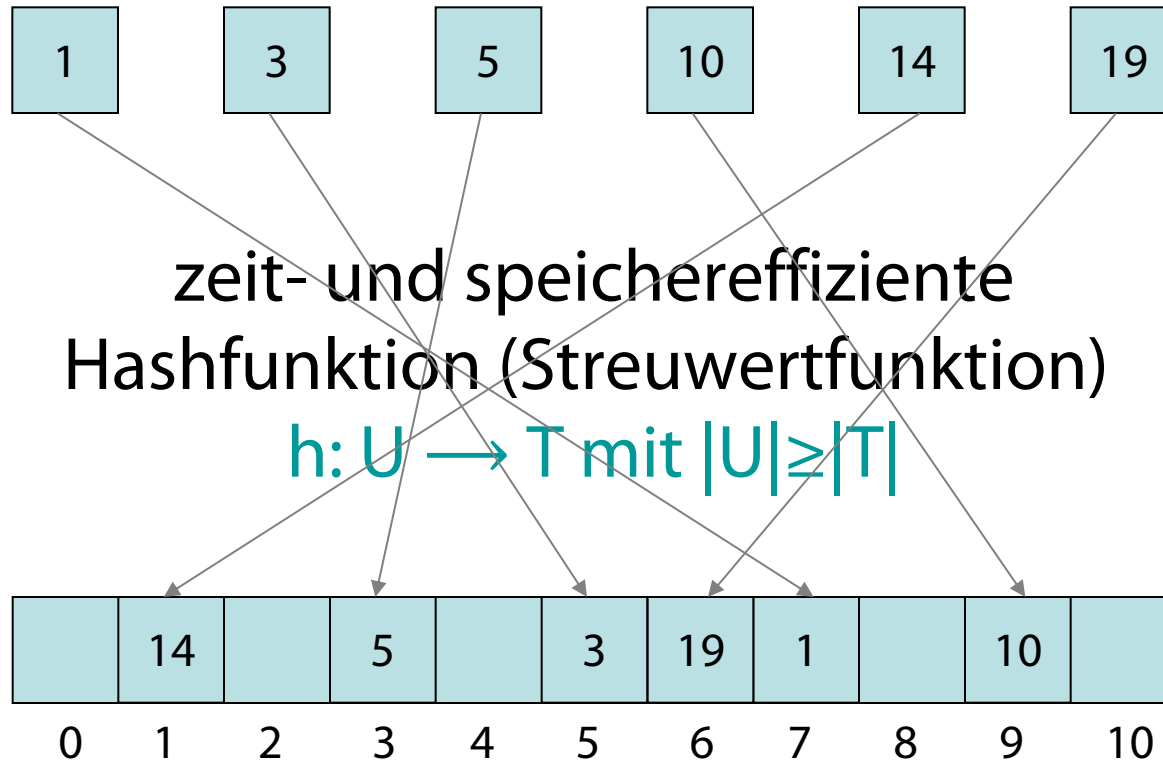 1 3 5 10 14 19
zeit- und speichereffiziente
Hashfunktion (Streuwertfunktion)
h: U ⟶ T mit |U|≥|T|
14 5 3 19 1 10
0 1 2 3 4 5 6 7 8 9 10